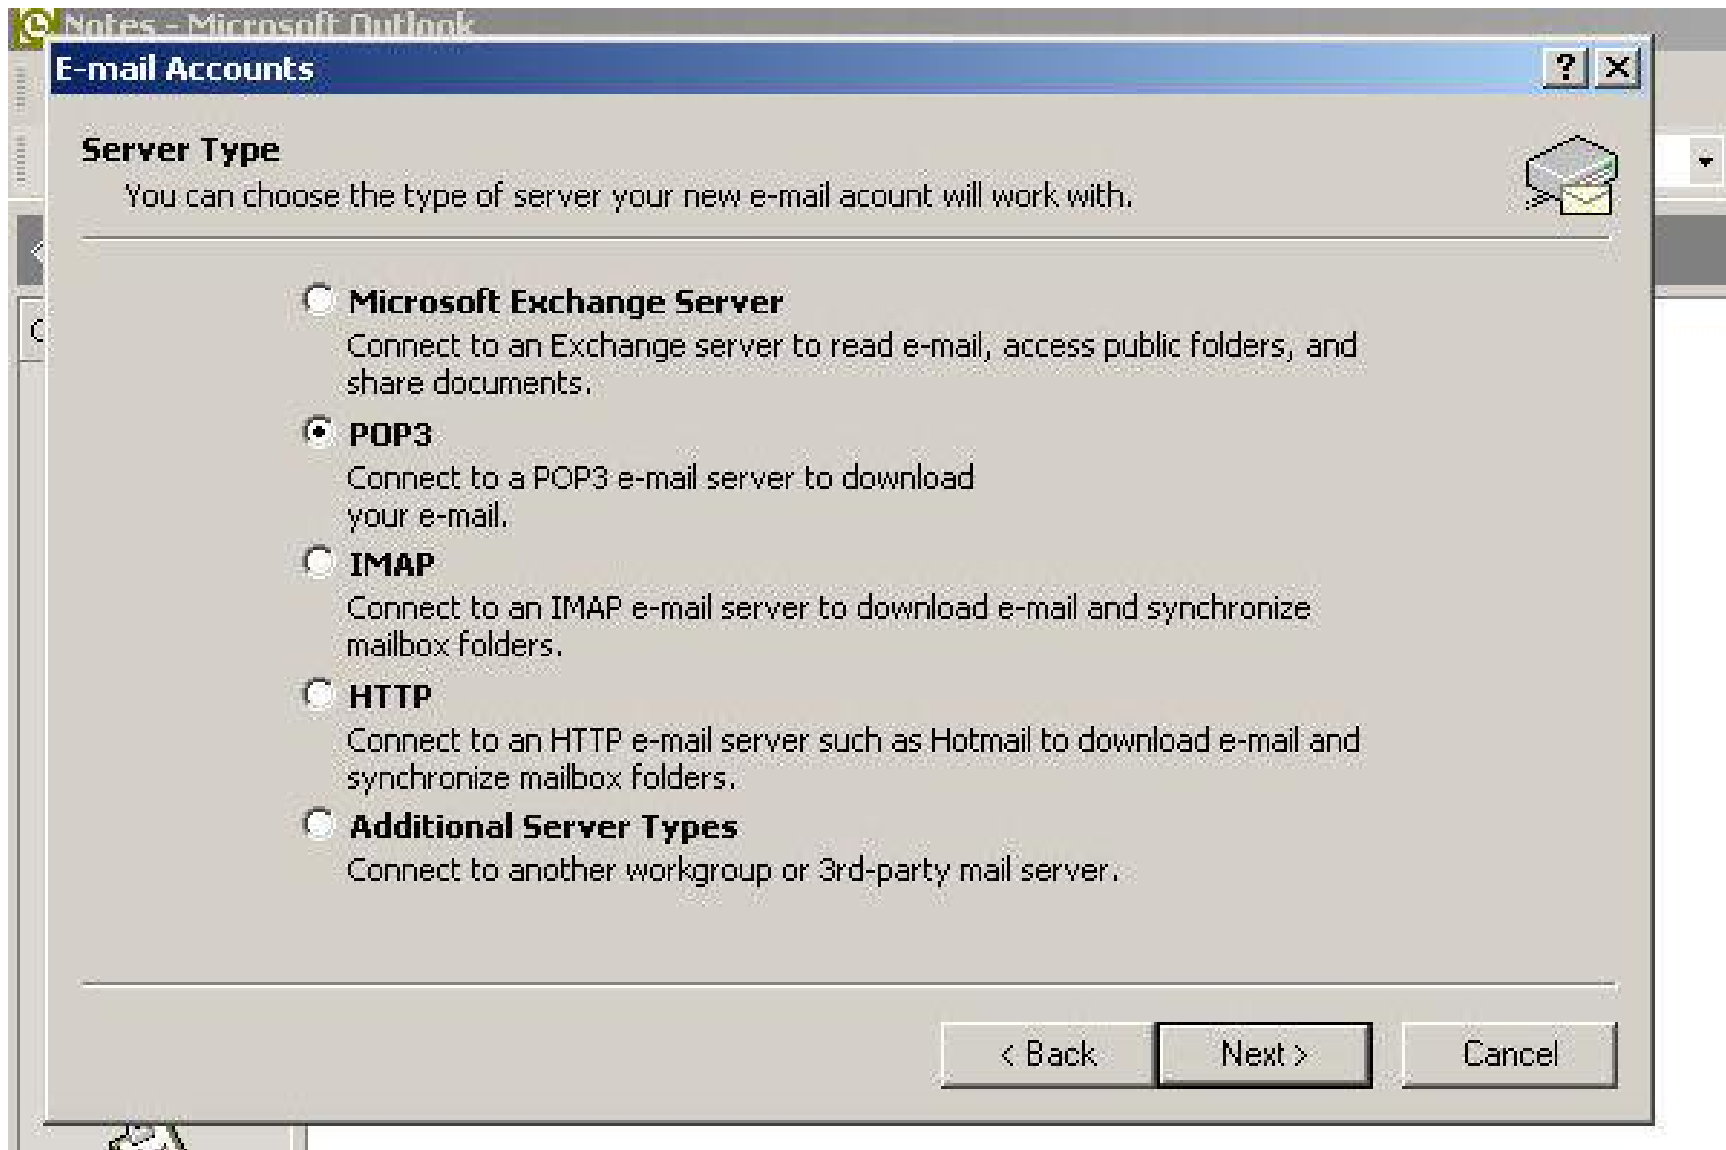 Notes - Microsoft Outlook
E-mail Accounts
Server Type
You can choose the type of server your new e-mail acount will work with.
Microsoft Exchange Server
Connect to an Exchange server to read e-mail, access public folders, and
share documents.
POP3
Connect to a POP3 e-mail server to download
your e-mail.
IMAP
Connect to an IMAP e-mail server to download e-mail and synchronize
mailbox folders.
HTTP
Connect to an HTTP e-mail server such as Hotmail to download e-mail and
synchronize mailbox folders.
Additional Server Types
Connect to another workgroup or 3rd-party mail server.
< Back Next > Cancel